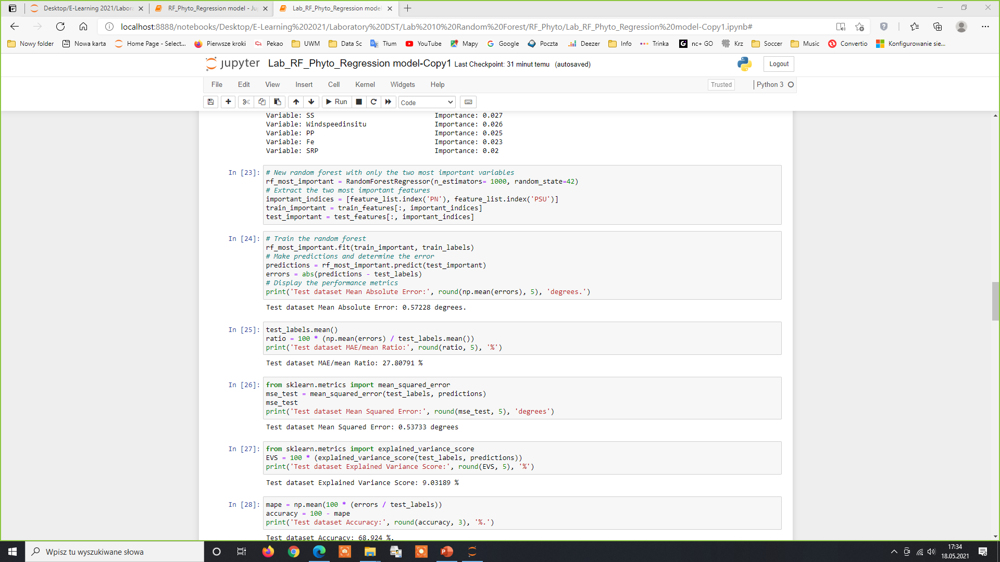 Desktop/E-Learning 2021/Labora
RF_Phyto_Regression model - Ju
Lab_RF_Phyto_Regression model
localhost:8888/notebooks/Desktop/E-Learning%202021/Laboratory%20DST/Lab%2010%20Random%20Forest/RF_Phyto/Lab_RF_Phyto_Regression%20model-Copy1.ipynb#
Nowy folder Nowa karta Home Page - Select... Pierwsze kroki Pekao UWM Data Sc Tłum YouTube Mapy Google Poczta Deezer Info Trinka nc+ GO Krz Soccer Music Convertio Konfigurowanie sie...
jupyter Lab_RF_Phyto_Regression model-Copy1 Last Checkpoint: 31 minut temu (autosaved) Logout
File Edit View Insert Cell Kernel Widgets Help Trusted Python 3
Run Code
Variable: SS Importance: 0.027
Variable: Windspeedinsitu Importance: 0.026
Variable: PP Importance: 0.025
Variable: Fe Importance: 0.023
Variable: SRP Importance: 0.02
In [23]: # New random forest with only the two most important variables
rf_most_important = RandomForestRegressor(n_estimators= 1000, random_state=42)
# Extract the two most important features
important_indices = [feature_list.index('PN'), feature_list.index('PSU')]
train_important = train_features[:, important_indices]
test_important = test_features[:, important_indices]
In [24]: # Train the random forest
rf_most_important.fit(train_important, train_labels)
# Make predictions and determine the error
predictions = rf_most_important.predict(test_important)
errors = abs(predictions - test_labels)
# Display the performance metrics
print('Test dataset Mean Absolute Error:', round(np.mean(errors), 5), 'degrees.')
Test dataset Mean Absolute Error: 0.57228 degrees.
In [25]: test_labels.mean()
ratio = 100 * (np.mean(errors) / test_labels.mean())
print('Test dataset MAE/mean Ratio:', round(ratio, 5), '%')
Test dataset MAE/mean Ratio: 27.80791 %
In [26]: from sklearn.metrics import mean_squared_error
mse_test = mean_squared_error(test_labels, predictions)
mse_test
print('Test dataset Mean Squared Error:', round(mse_test, 5), 'degrees')
Test dataset Mean Squared Error: 0.53733 degrees
In [27]: from sklearn.metrics import explained_variance_score
EVS = 100 * (explained_variance_score(test_labels, predictions))
print('Test dataset Explained Variance Score:', round(EVS, 5), '%')
Test dataset Explained Variance Score: 9.03189 %
In [28]: mape = np.mean(100 * (errors / test_labels))
accuracy = 100 - mape
print('Test dataset Accuracy:', round(accuracy, 3), '%.')
Test dataset Accuracy: 68.924 %.
Wpisz tu wyszukiwane słowa
17:34
18.05.2021